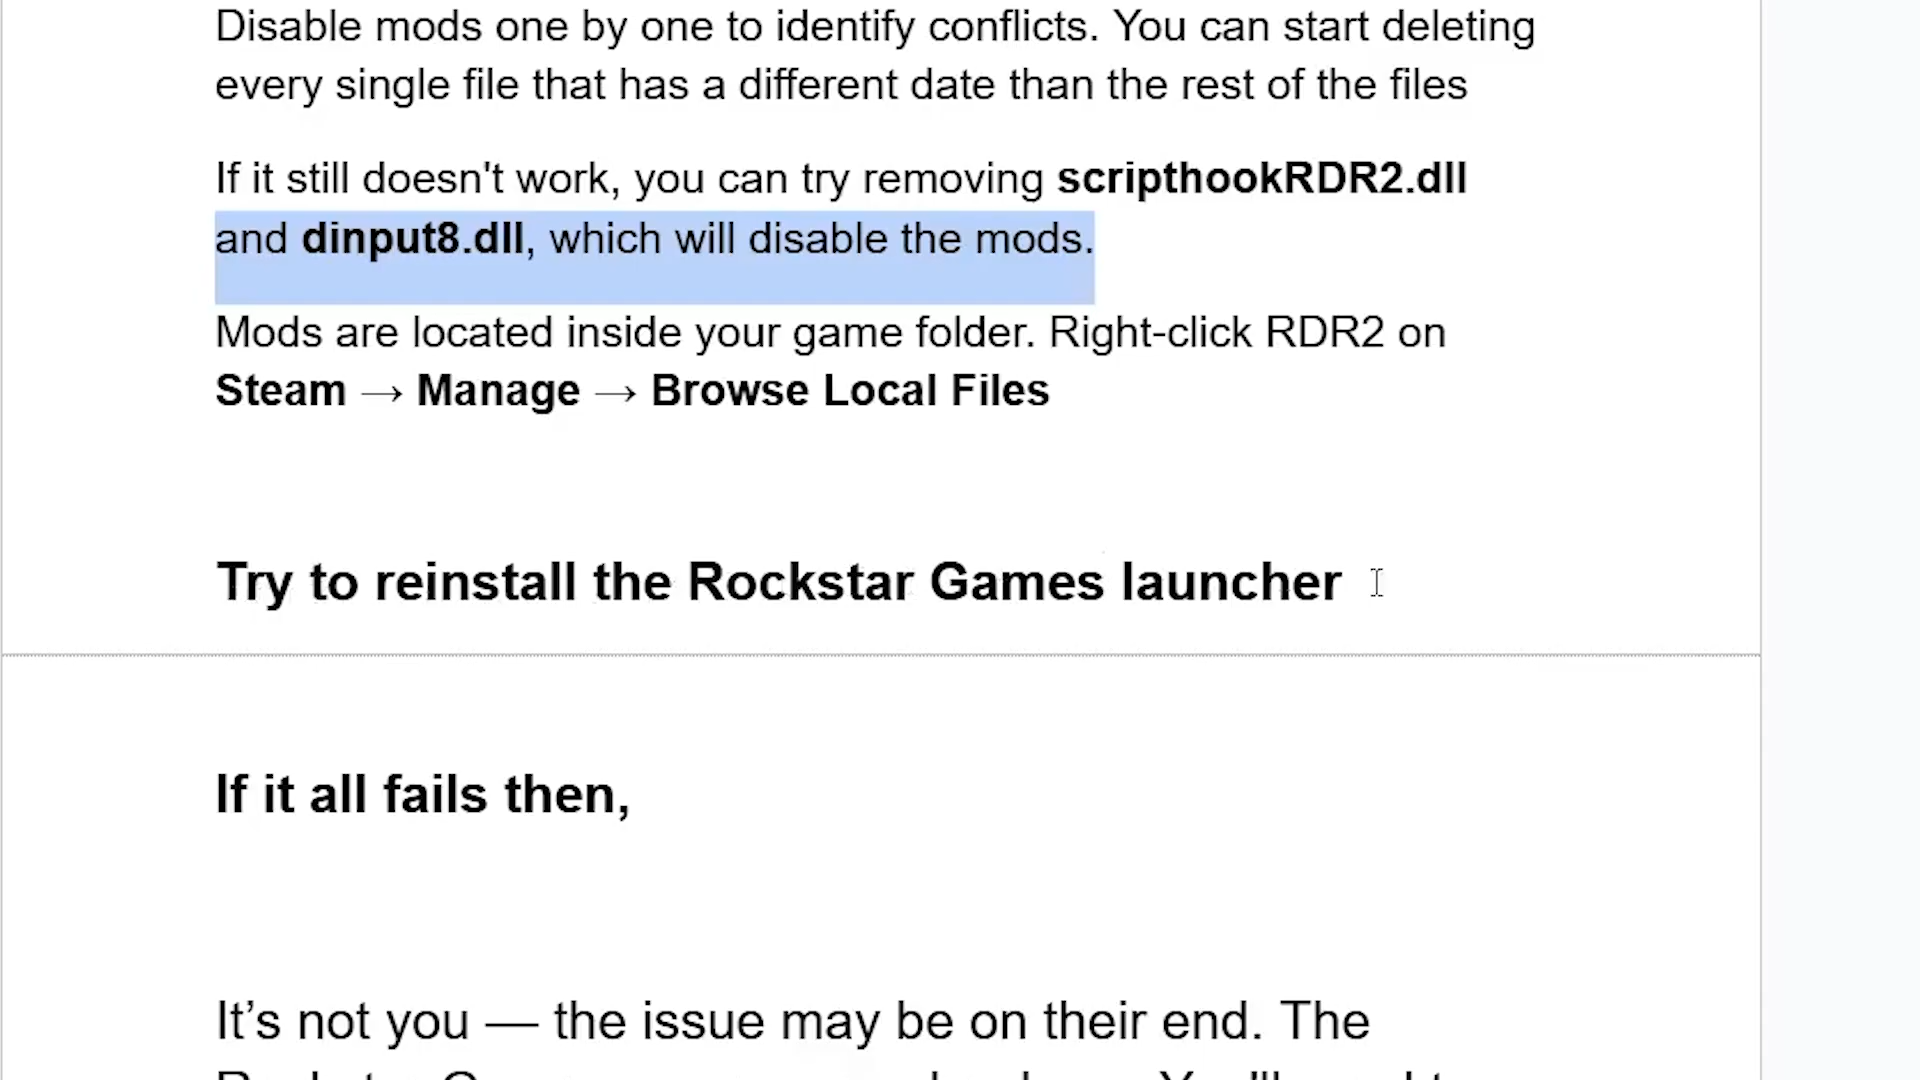 Disable mods one by one to identify conflicts. You can start deleting
every single file that has a different date than the rest of the files
If it still doesn't work, you can try removing scripthookRDR2.dll
and dinput8.dll, which will disable the mods.
Mods are located inside your game folder. Right-click RDR2 on
Steam → Manage → Browse Local Files
Try to reinstall the Rockstar Games launcher
If it all fails then,
It’s not you — the issue may be on their end. The